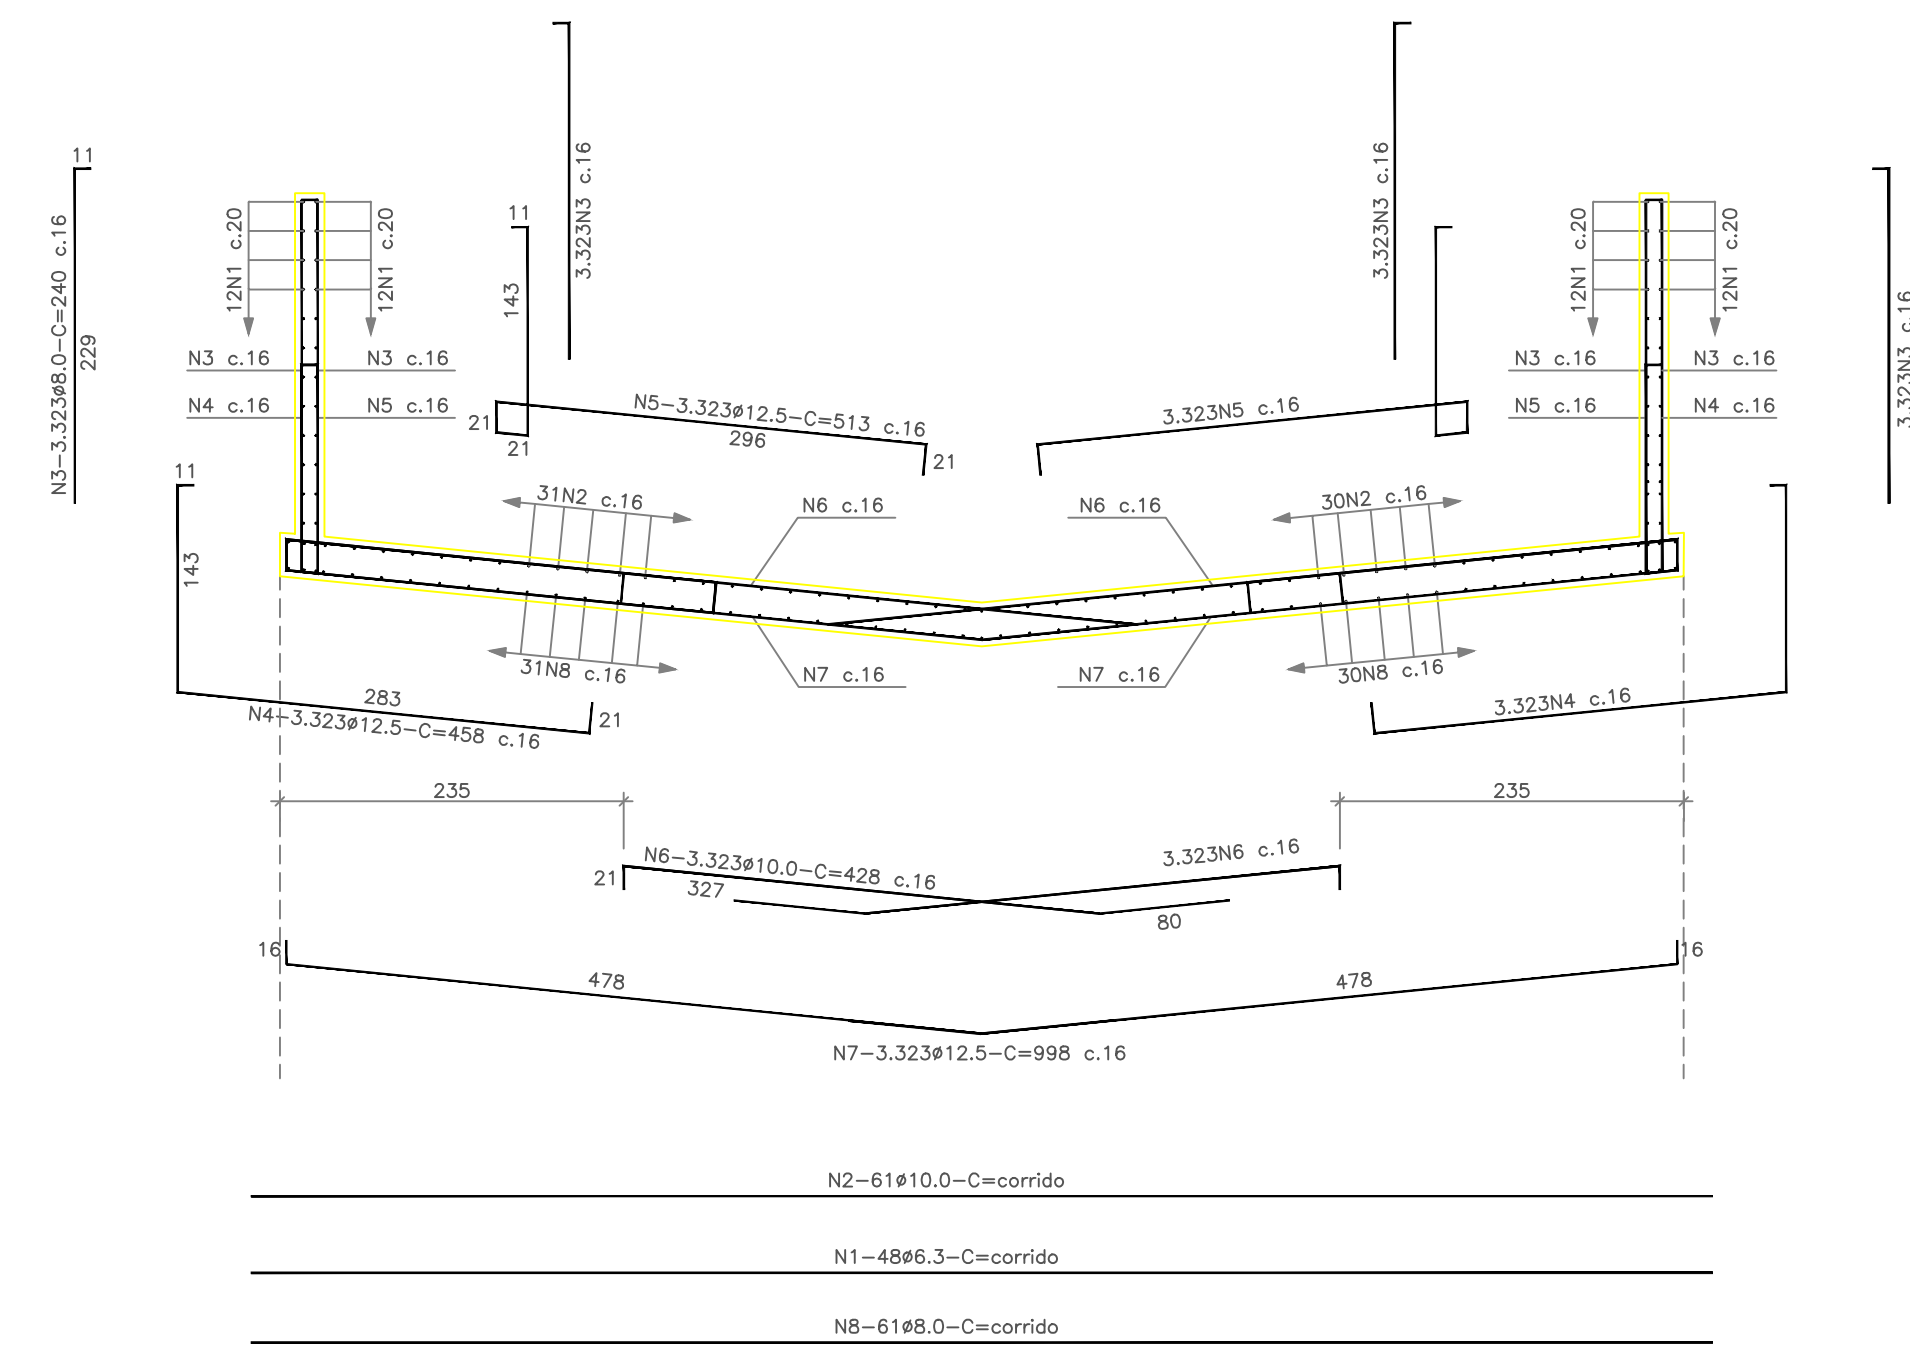 11
N3-3.323ø8.0-C=240 c.16
229
12N1 c.20
12N1 c.20
N3 c.16
N3 c.16
N4 c.16
N5 c.16
11
143
21
21
3.323N3 c.16
N5-3.323ø12.5-C=513 c.16
296
21
3.323N3 c.16
3.323N5 c.16
12N1 c.20
12N1 c.20
N3 c.16
N3 c.16
N5 c.16
N4 c.16
3.323N3 c.16
11
143
31N2 c.16
N6 c.16
N6 c.16
30N2 c.16
31N8 c.16
N7 c.16
N7 c.16
30N8 c.16
283
N4-3.323ø12.5-C=458 c.16
21
3.323N4 c.16
235
235
N6-3.323ø10.0-C=428 c.16
3.323N6 c.16
21
327
80
16
16
478
478
N7-3.323ø12.5-C=998 c.16
N2-61ø10.0-C=corrido
N1-48ø6.3-C=corrido
N8-61ø8.0-C=corrido